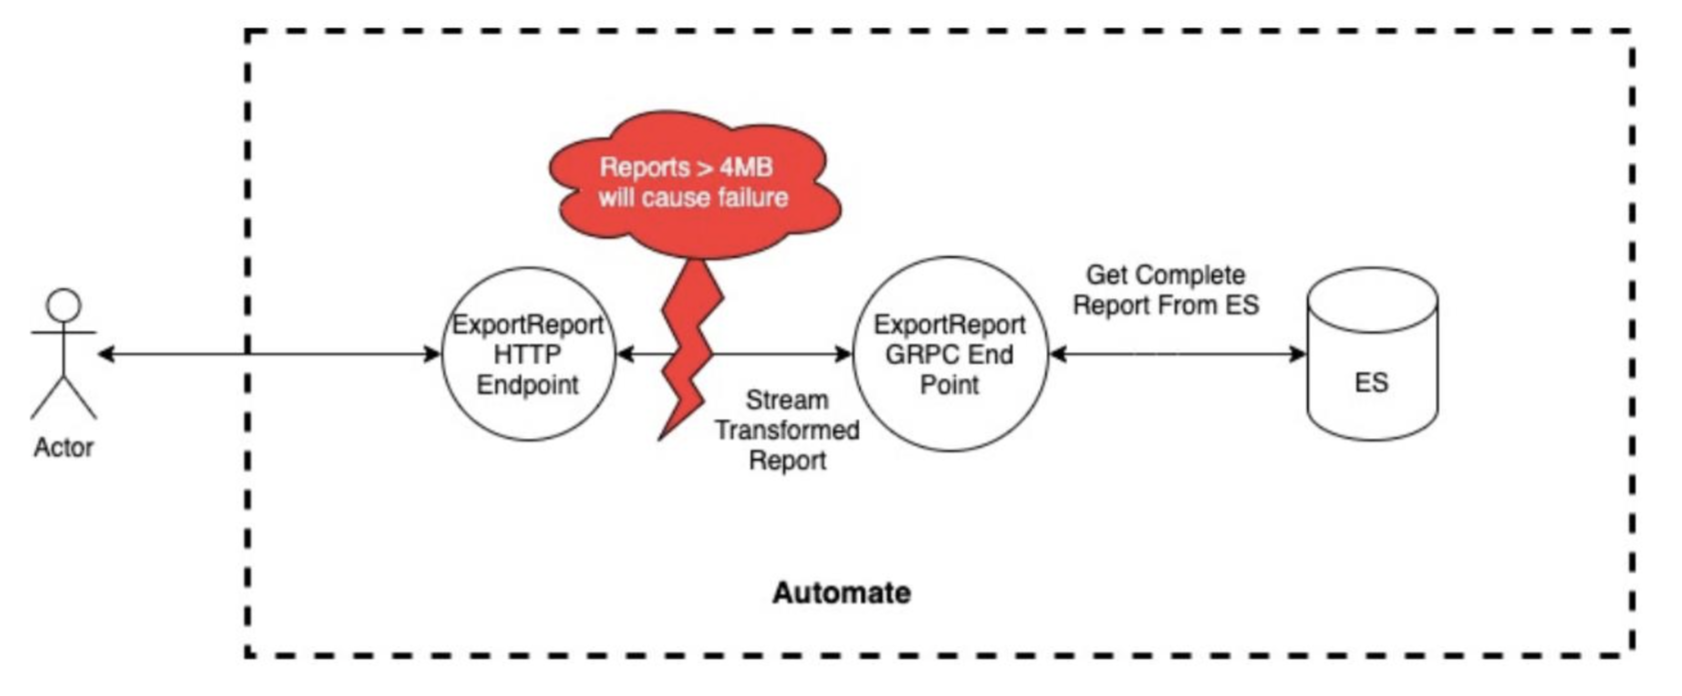 Reports > 4MB
will cause failure
Get Complete
Report From ES
ExportReport
HTTP
Endpoint
ExportReport
GRPC End
Point
ES
Stream
Transformed
Report
Actor
Automate